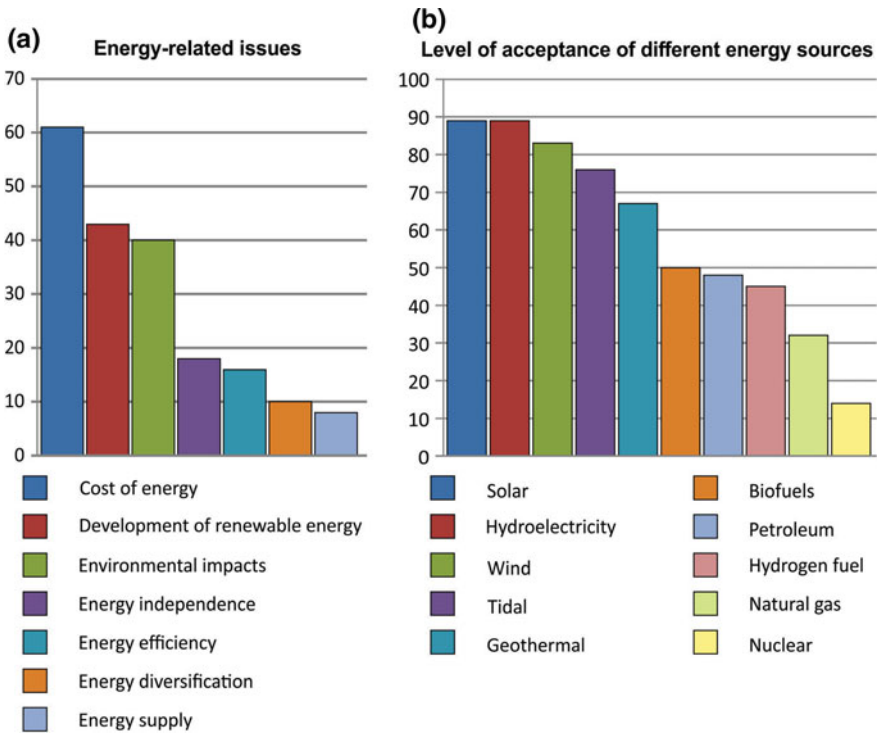 (a)
Energy-related issues
70
60
50
40
30
20
10
0
Cost of energy
Development of renewable energy
Environmental impacts
Energy independence
Energy efficiency
Energy diversification
Energy supply
(b)
Level of acceptance of different energy sources
100
90
80
70
60
50
40
30
20
10
0
Solar
Hydroelectricity
Wind
Tidal
Geothermal
Biofuels
Petroleum
Hydrogen fuel
Natural gas
Nuclear